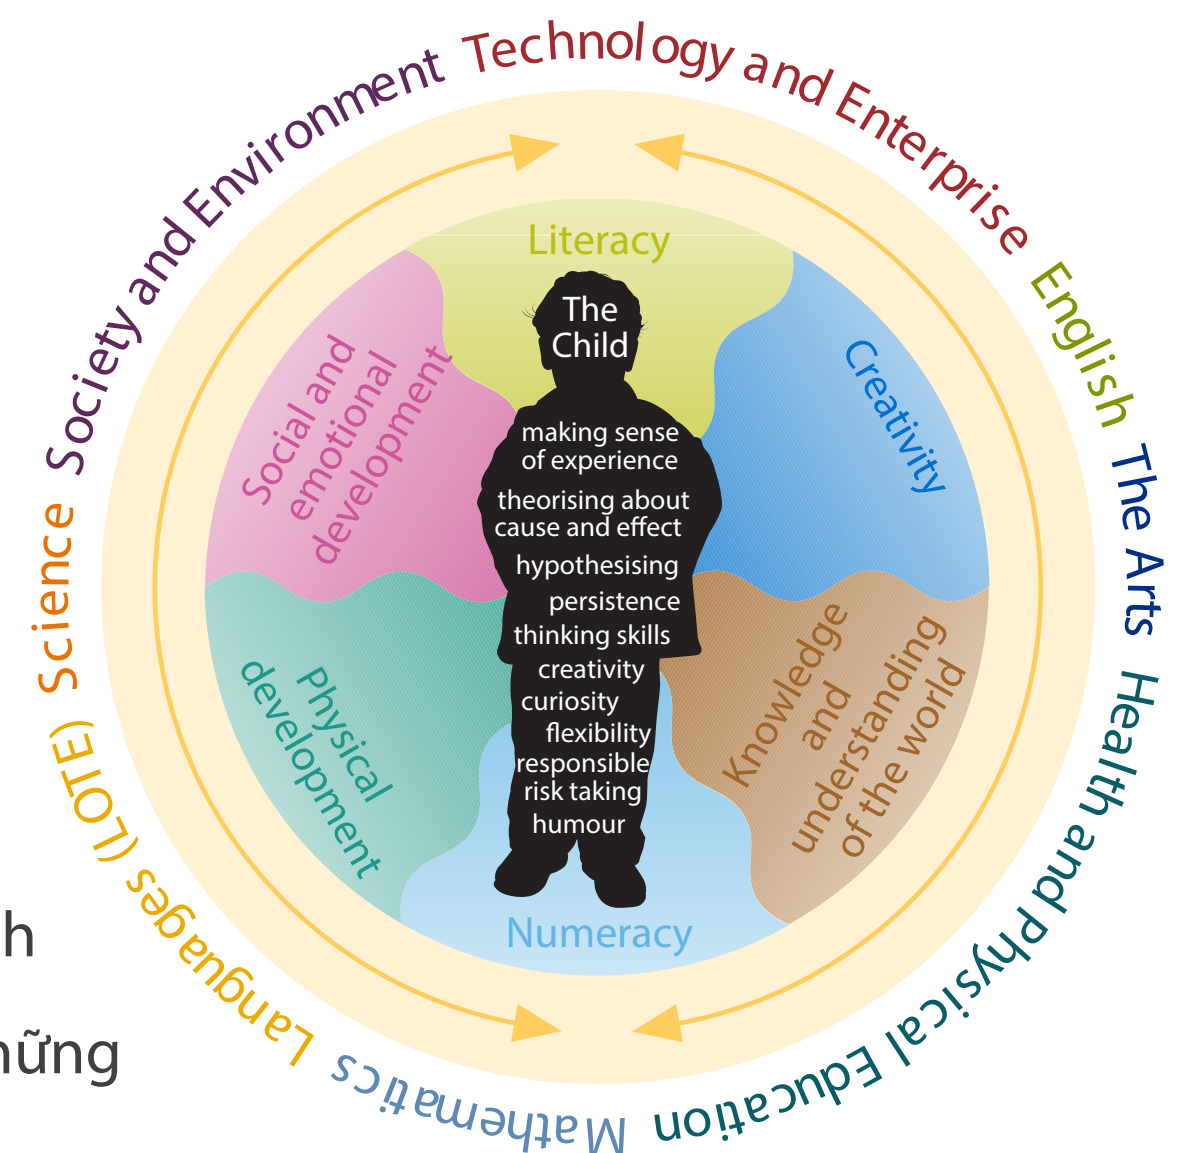 Technology and Enterprise
English
The Arts
Health and Physical Education
Mathematics
Languages (LOTE)
Science
Society and Environment
Literacy
Creativity
Knowledge
and
understanding
of the world
Numeracy
Physical
development
Social and
emotional
development
The
Child
making sense
of experience
theorising about
cause and effect
hypothesising
persistence
thinking skills
creativity
curiosity
flexibility
responsible
risk taking
humour